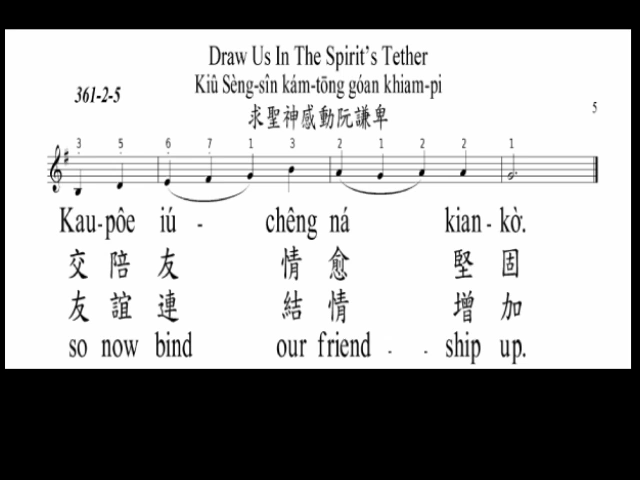 Draw Us In The Spirit's Tether
Kiû Sèng-sîn kám-tōng góan khiam-pi
361-2-5
求聖神感動阮謙卑
5
3 5 6 7 1 3 2 1 2 2 1
Kau-pôe iú - chêng ná kian-kò.
交陪友 情愈 堅固
友誼連 結情 增加
so now bind our friend - - ship up.